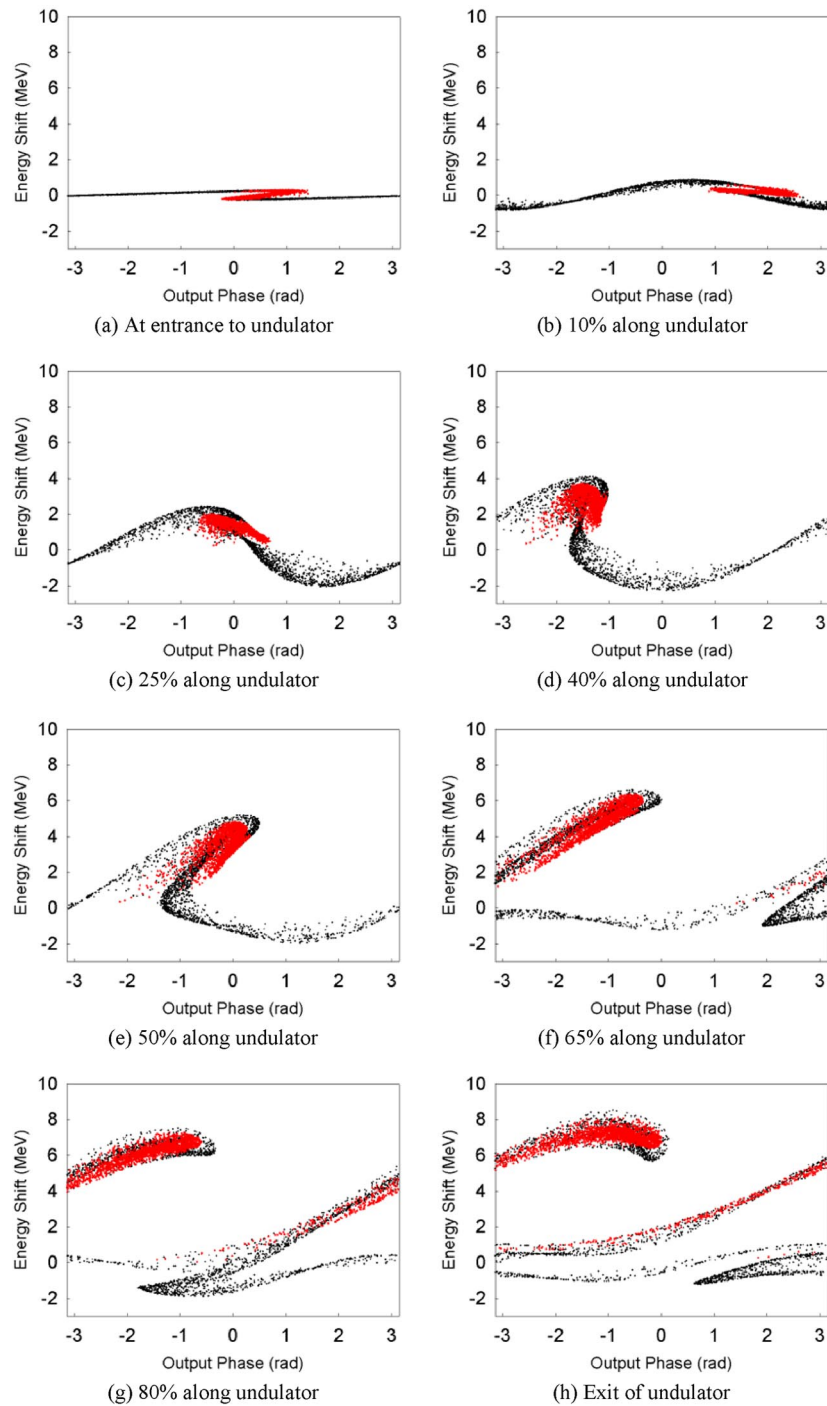 10
8
6
4
2
0
-2
Energy Shift (MeV)
-3 -2 -1 0 1 2 3
Output Phase (rad)
(a) At entrance to undulator
10
8
6
4
2
0
-2
Energy Shift (MeV)
-3 -2 -1 0 1 2 3
Output Phase (rad)
(b) 10% along undulator
10
8
6
4
2
0
-2
Energy Shift (MeV)
-3 -2 -1 0 1 2 3
Output Phase (rad)
(c) 25% along undulator
10
8
6
4
2
0
-2
Energy Shift (MeV)
-3 -2 -1 0 1 2 3
Output Phase (rad)
(d) 40% along undulator
10
8
6
4
2
0
-2
Energy Shift (MeV)
-3 -2 -1 0 1 2 3
Output Phase (rad)
(e) 50% along undulator
10
8
6
4
2
0
-2
Energy Shift (MeV)
-3 -2 -1 0 1 2 3
Output Phase (rad)
(f) 65% along undulator
10
8
6
4
2
0
-2
Energy Shift (MeV)
-3 -2 -1 0 1 2 3
Output Phase (rad)
(g) 80% along undulator
10
8
6
4
2
0
-2
Energy Shift (MeV)
-3 -2 -1 0 1 2 3
Output Phase (rad)
(h) Exit of undulator